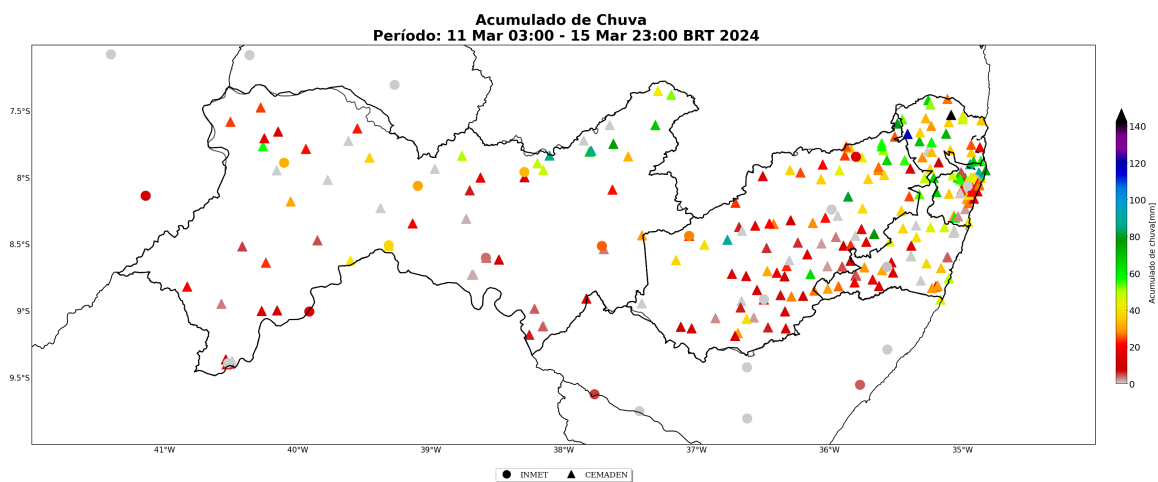 Acumulado de Chuva
Período: 11 Mar 03:00 - 15 Mar 23:00 BRT 2024
7.5°S
8°S
8.5°S
9°S
9.5°S
41°W
40°W
39°W
38°W
37°W
36°W
35°W
140
120
100
80
60
40
20
0
Acumulado de chuva[mm]
INMET
CEMADEN